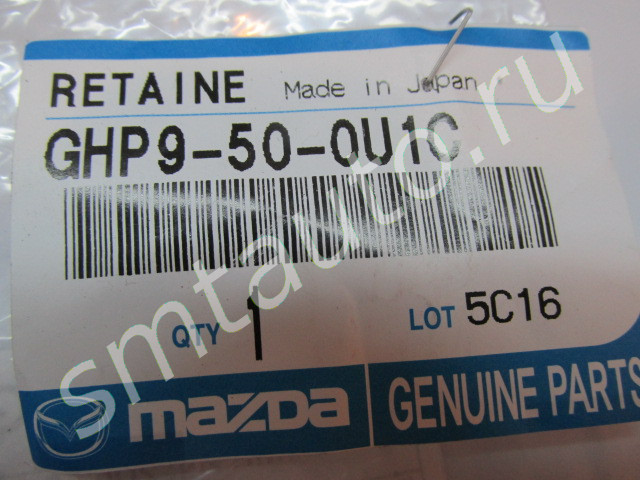 RETAINE Made in Japan
GHP9-50-0U1C
QTY 1 LOT 5C16
mazda GENUINE PARTS
smtauto.ru